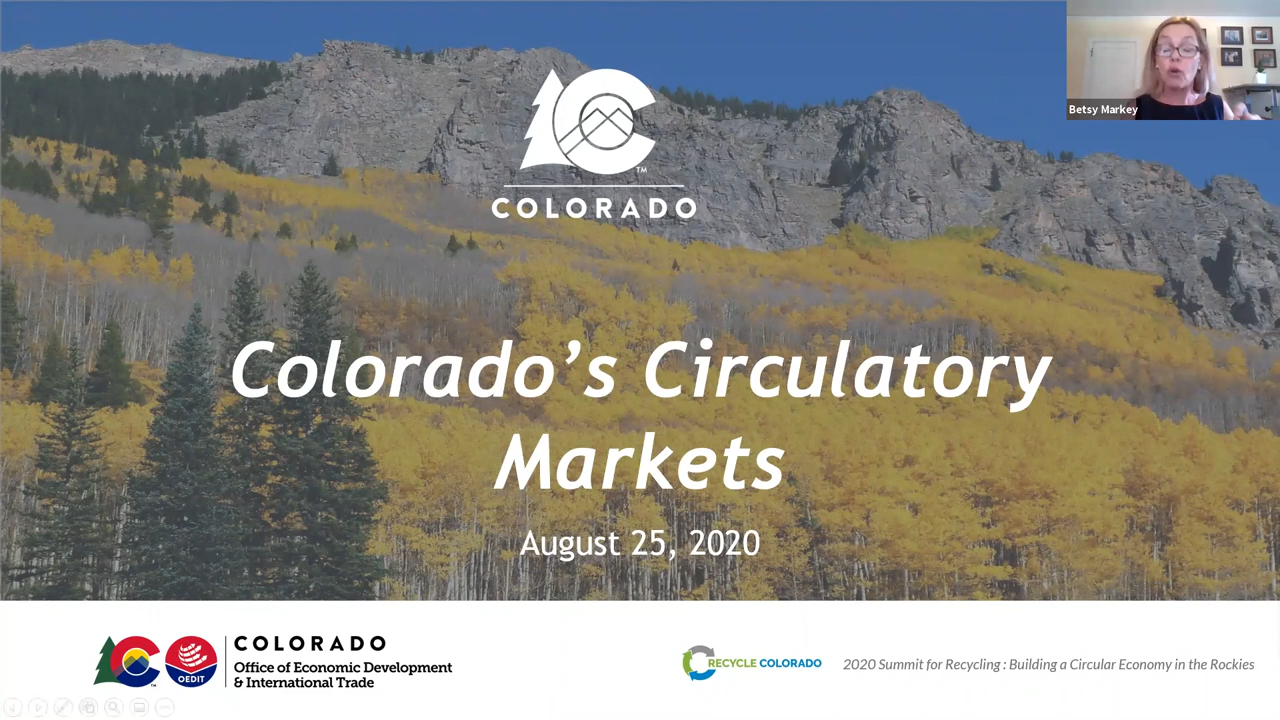 Betsy Markey
TM
COLORADO
Colorado’s Circulatory
Markets
August 25, 2020
OEDIT
COLORADO
Office of Economic Development
& International Trade
RECYCLE COLORADO
2020 Summit for Recycling : Building a Circular Economy in the Rockies